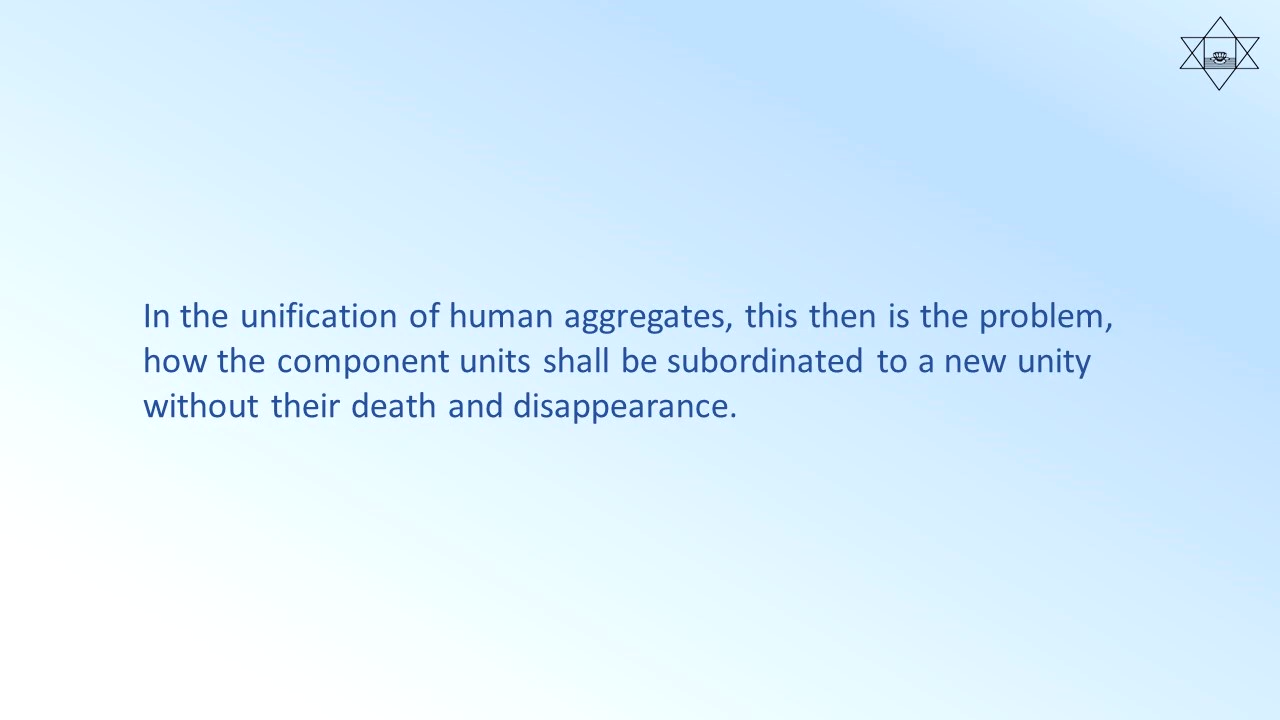 In the unification of human aggregates, this then is the problem,
how the component units shall be subordinated to a new unity
without their death and disappearance.